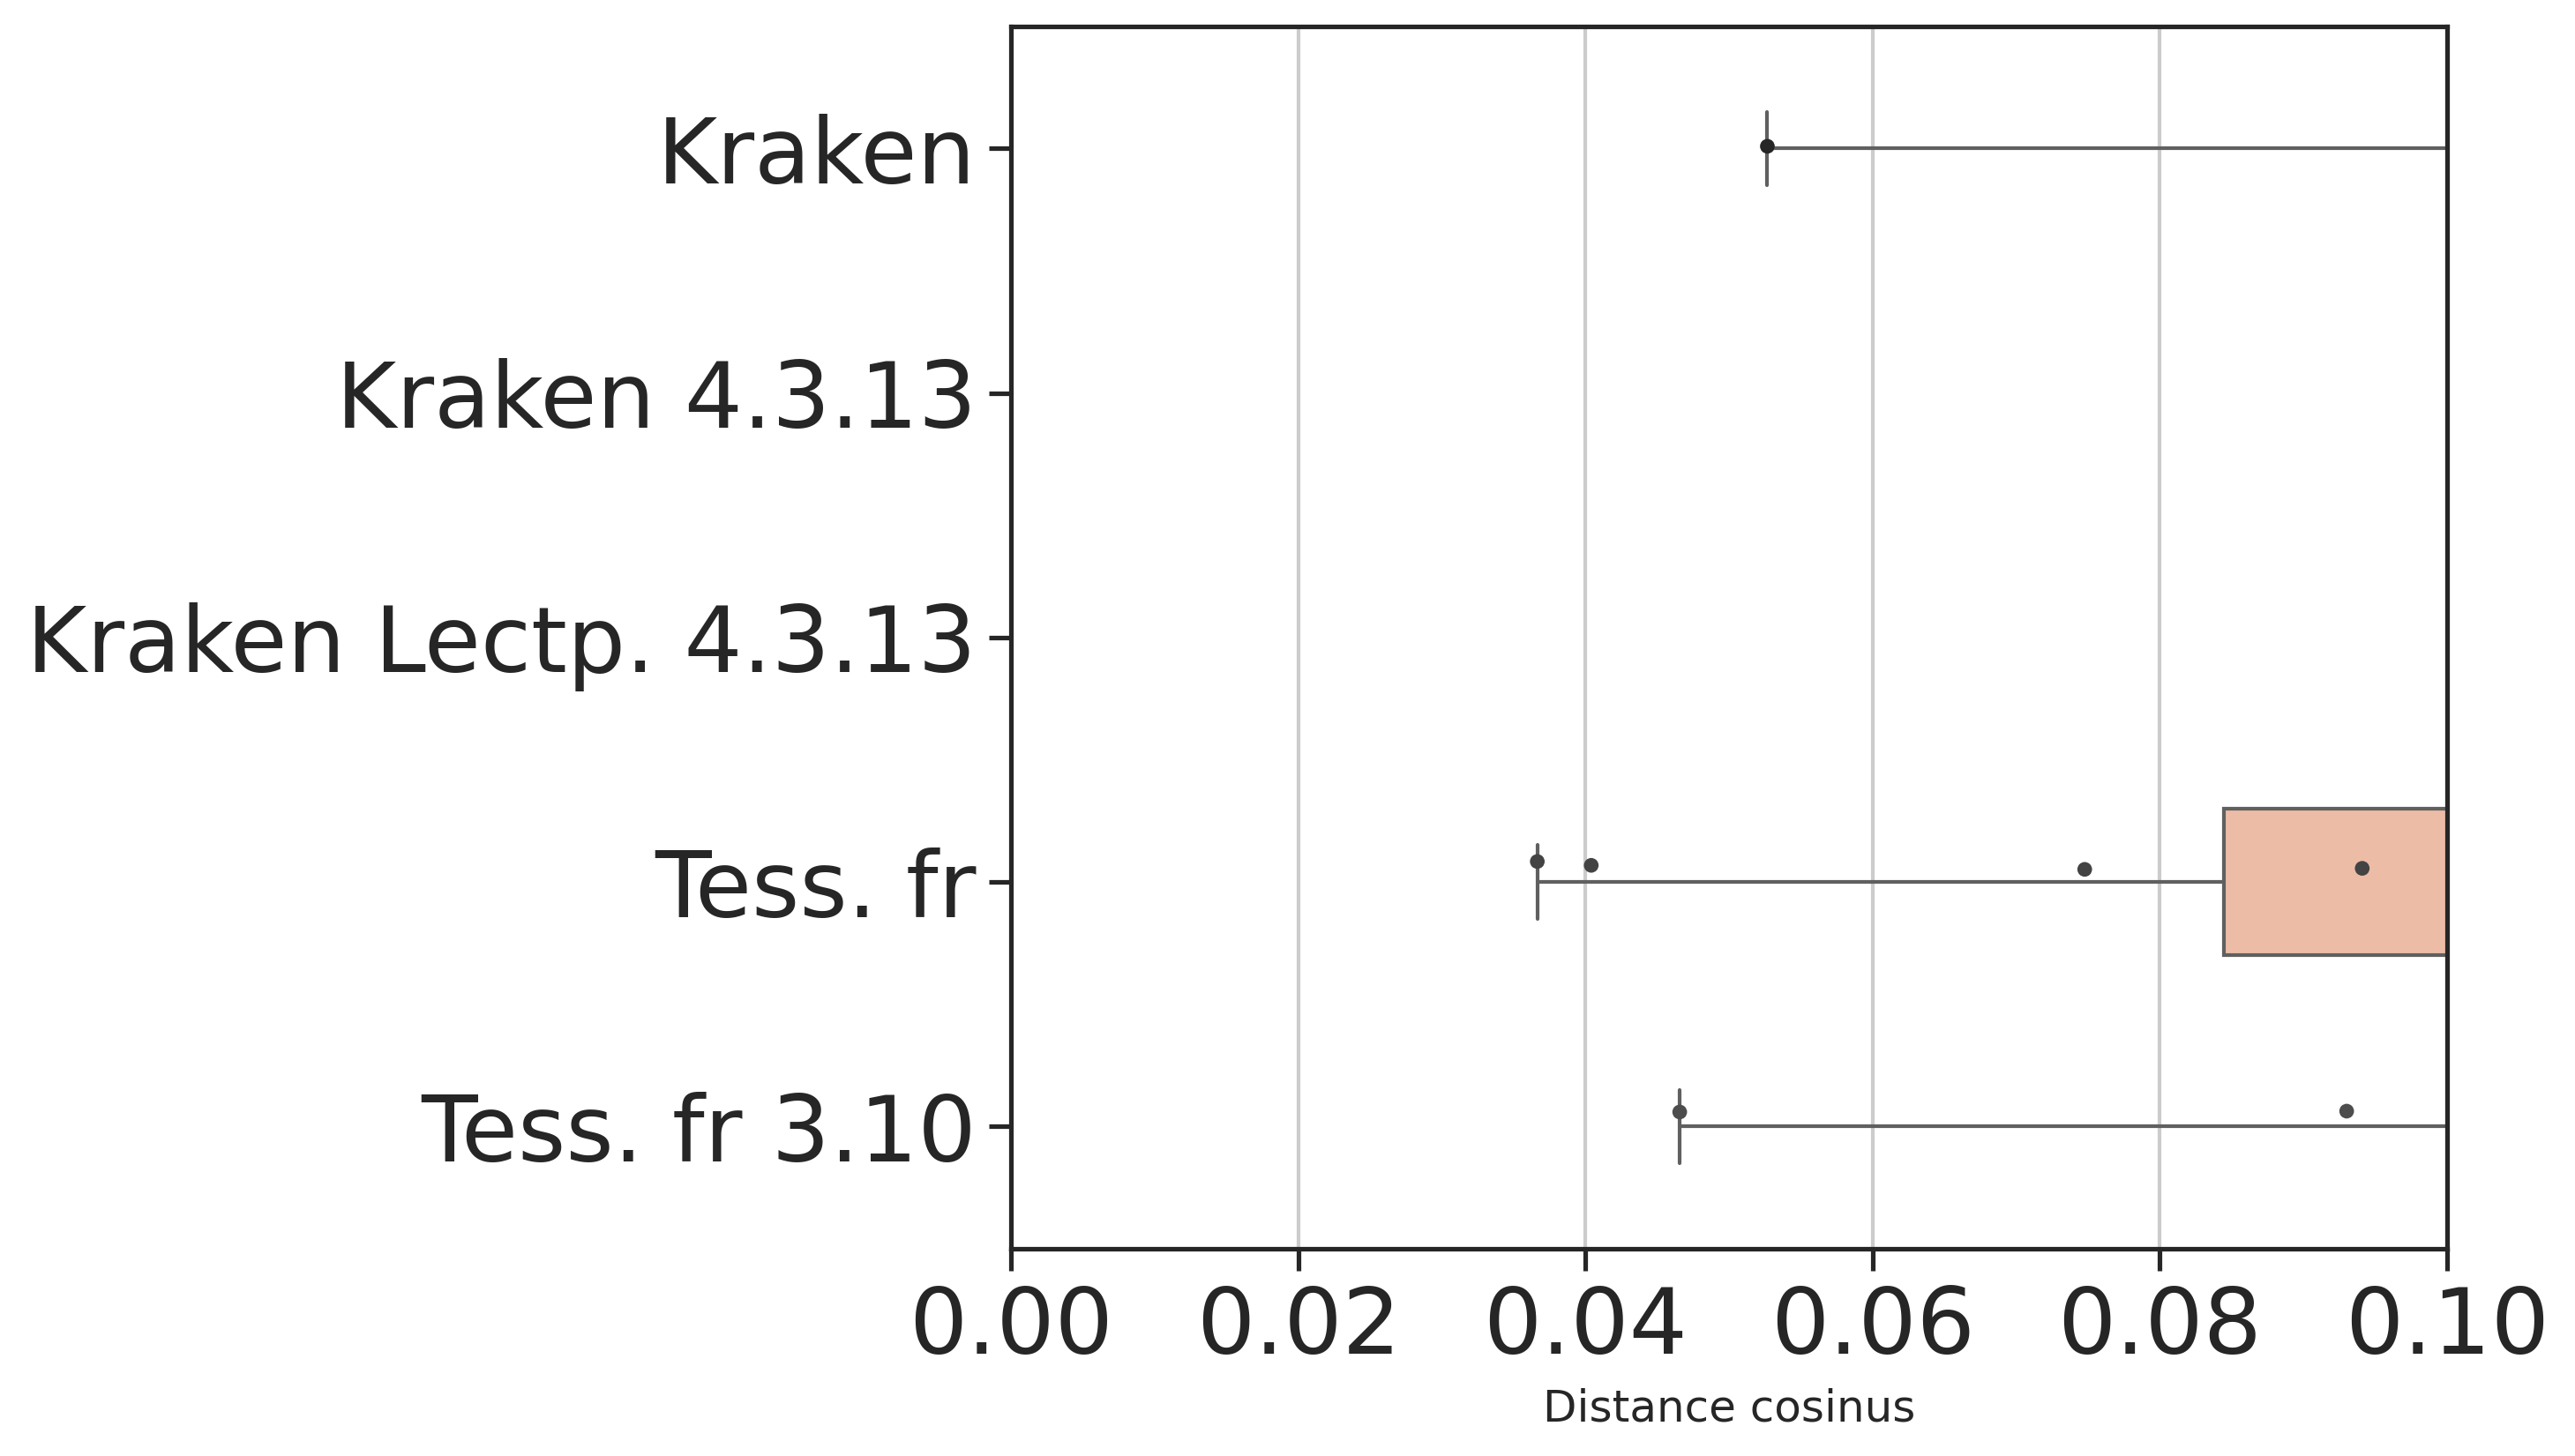 Kraken
Kraken 4.3.13
Kraken Lectp. 4.3.13
Tess. fr
Tess. fr 3.10
0.00 0.02 0.04 0.06 0.08 0.10
Distance cosinus